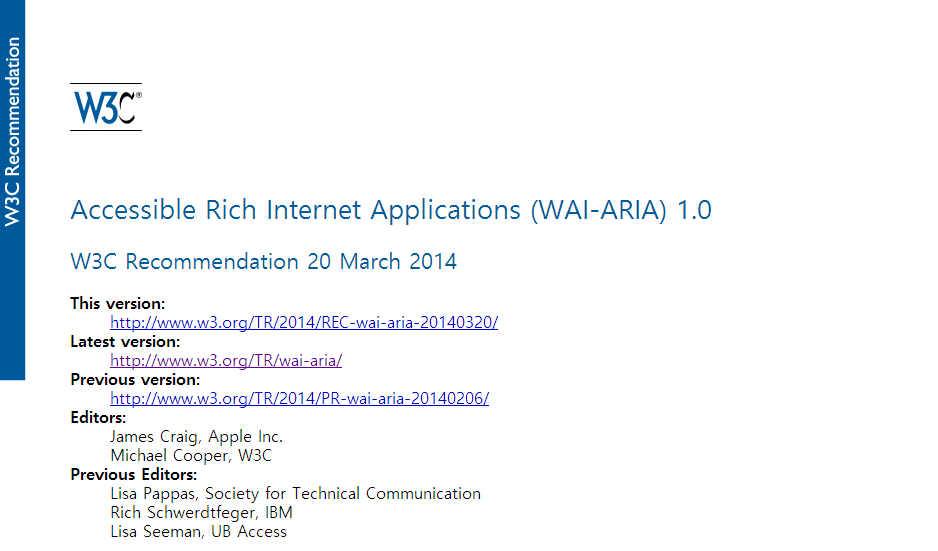 W3C Recommendation
W3C®
Accessible Rich Internet Applications (WAI-ARIA) 1.0
W3C Recommendation 20 March 2014
This version:
http://www.w3.org/TR/2014/REC-wai-aria-20140320/
Latest version:
http://www.w3.org/TR/wai-aria/
Previous version:
http://www.w3.org/TR/2014/PR-wai-aria-20140206/
Editors:
James Craig, Apple Inc.
Michael Cooper, W3C
Previous Editors:
Lisa Pappas, Society for Technical Communication
Rich Schwerdtfeger, IBM
Lisa Seeman, UB Access